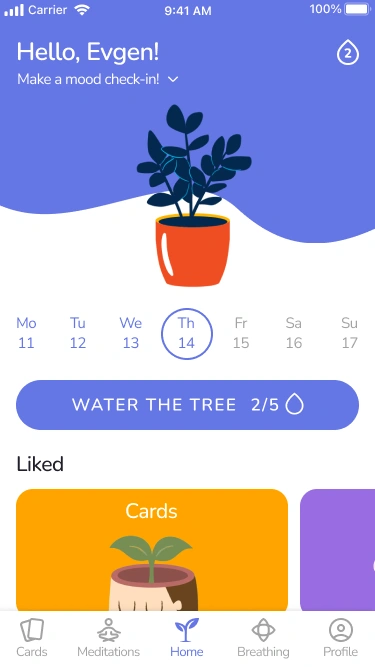 Carrier 9:41 AM 100%
Hello, Evgen!
2
Make a mood check-in!
Mo Tu We Th Fr Sa Su
11 12 13 14 15 16 17
WATER THE TREE 2/5
Liked
Cards
Cards Meditations Home Breathing Profile